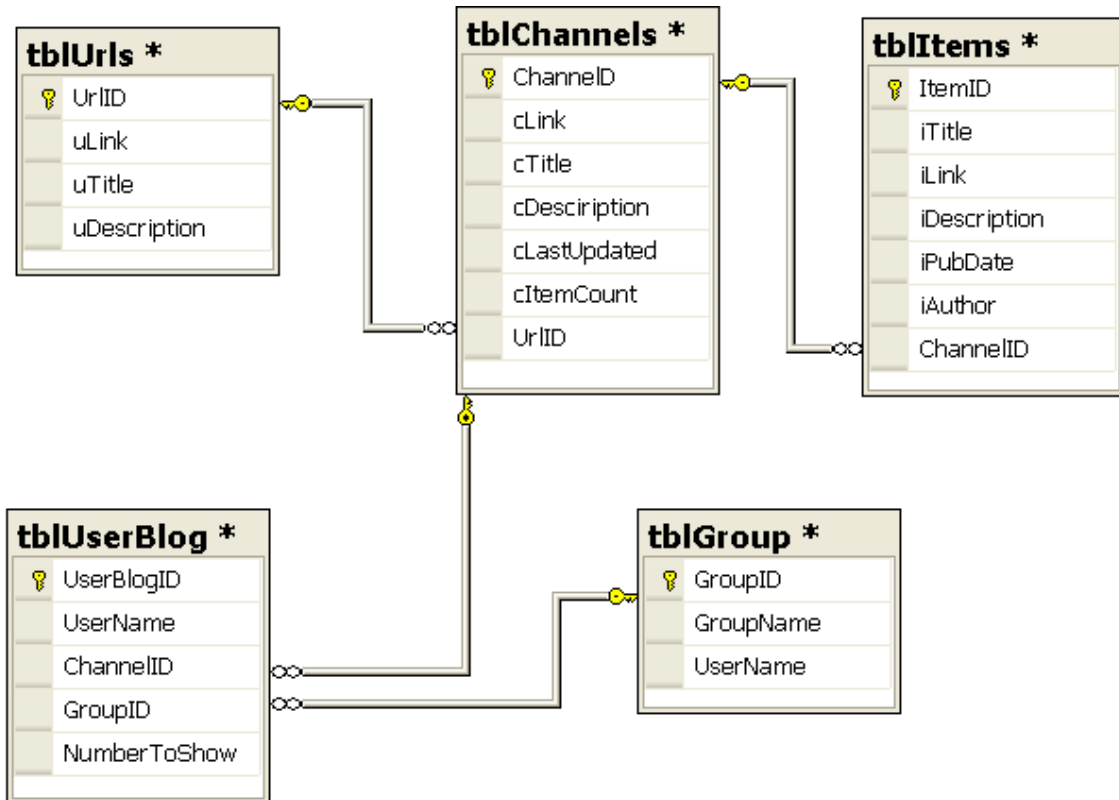 tblUrls *
UrlID
uLink
uTitle
uDescription
tblChannels *
ChannelD
cLink
cTitle
cDesciription
cLastUpdated
cItemCount
UrlID
tblItems *
ItemID
iTitle
iLink
iDescription
iPubDate
iAuthor
ChannelID
tblUserBlog *
UserBlogID
UserName
ChannelID
GroupID
NumberToShow
tblGroup *
GroupID
GroupName
UserName